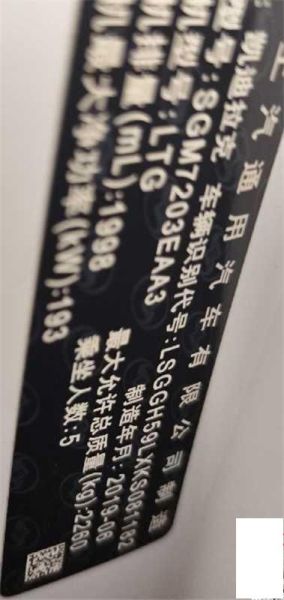 上汽通用汽车有限公司制造
:凯迪拉克 车辆识别代号:LSGGH59LXKS081182
型号:SGM7203EAA3 制造年月:2019-06
机型号:LTG 最大允许总质量(kg):2260
机排量(mL):1998 乘坐人数:5
机最大净功率(kW):193